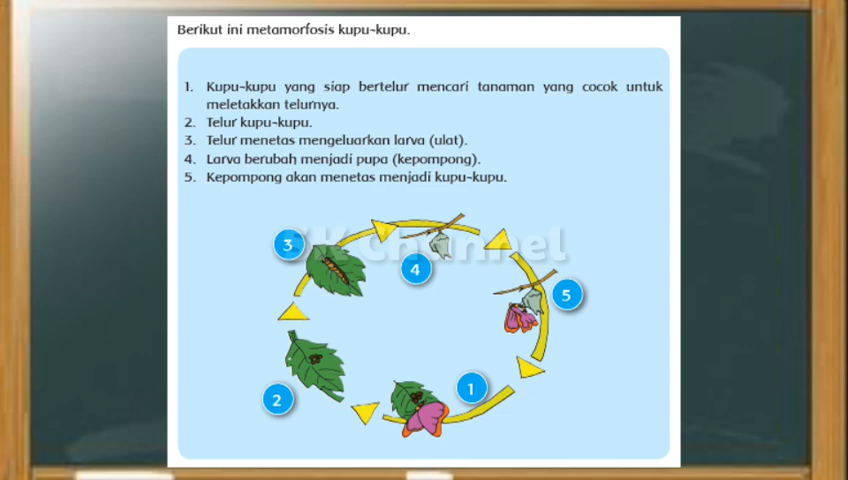 Berikut ini metamorfosis kupu-kupu.
1. Kupu-kupu yang siap bertelur mencari tanaman yang cocok untuk
meletakkan telurnya.
2. Telur kupu-kupu.
3. Telur menetas mengeluarkan larva (ulat).
4. Larva berubah menjadi pupa (kepompong).
5. Kepompong akan menetas menjadi kupu-kupu.
3
4
5
2
1
Channel